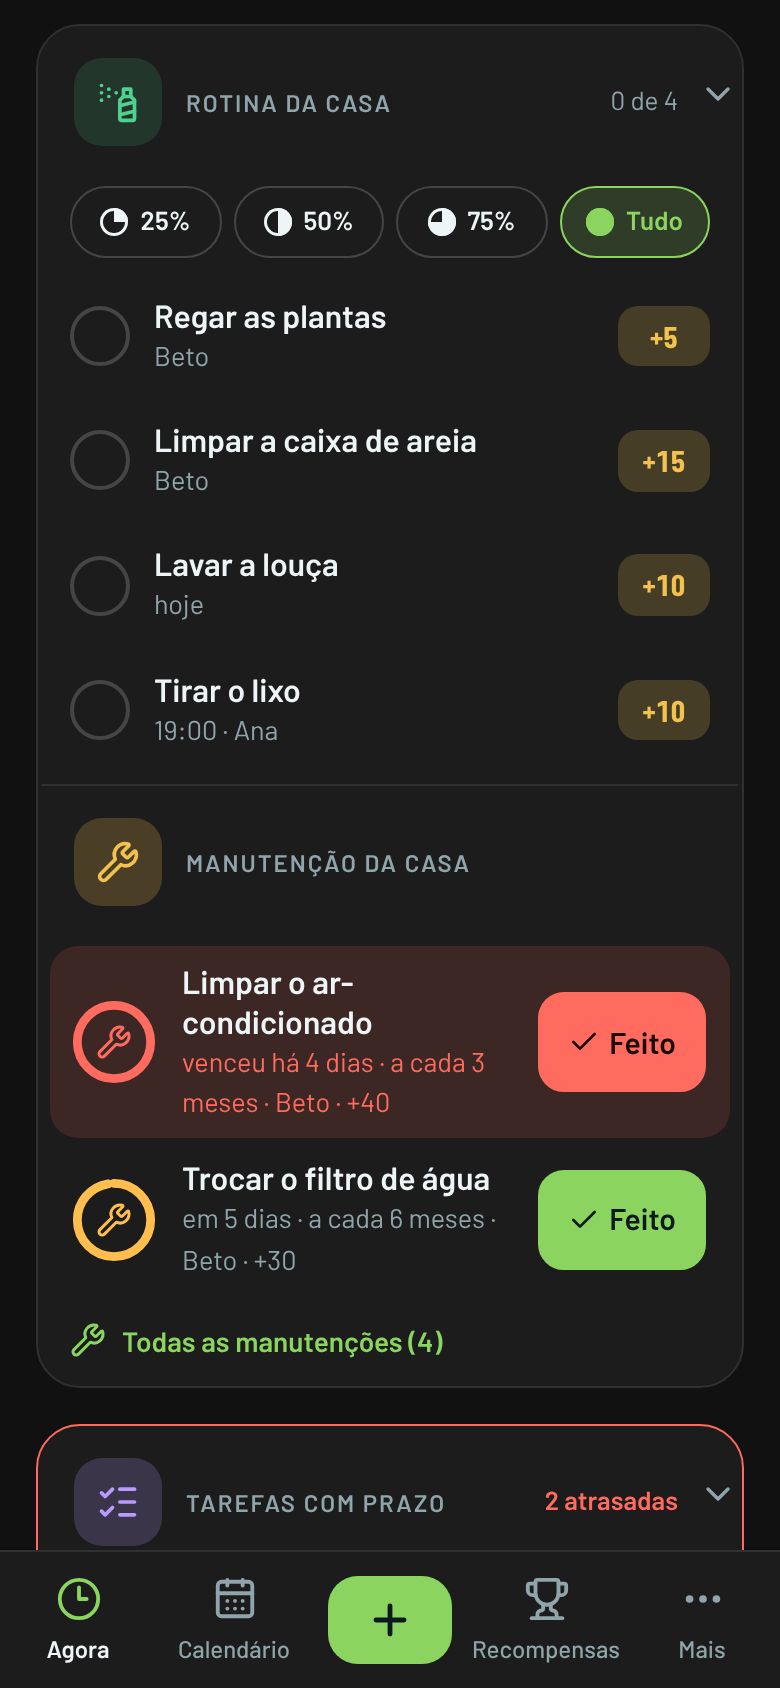 ROTINA DA CASA
0 de 4
25%
50%
75%
Tudo
Regar as plantas
Beto
+5
Limpar a caixa de areia
Beto
+15
Lavar a louça
hoje
+10
Tirar o lixo
19:00 · Ana
+10
MANUTENÇÃO DA CASA
Limpar o ar-
condicionado
venceu há 4 dias · a cada 3
meses · Beto · +40
Feito
Trocar o filtro de água
em 5 dias · a cada 6 meses ·
Beto · +30
Feito
Todas as manutenções (4)
TAREFAS COM PRAZO
2 atrasadas
Agora
Calendário
Recompensas
Mais